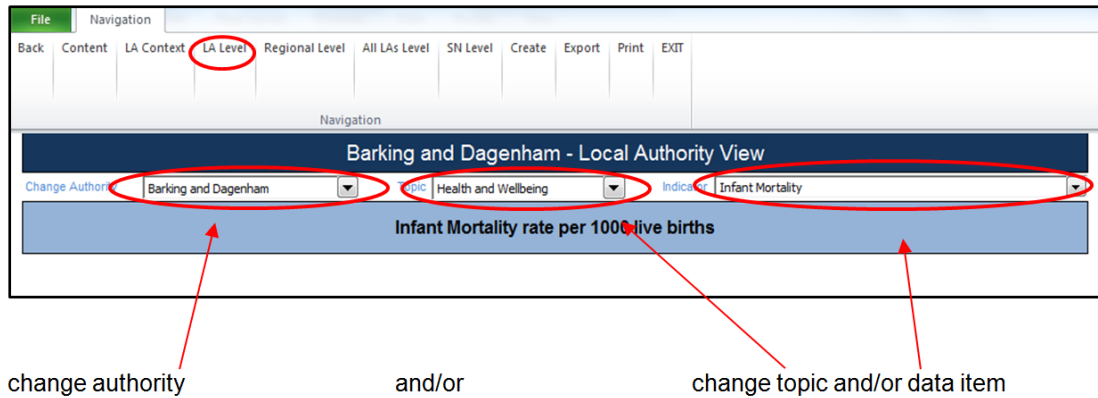 File Navigation
Back Content LA Context LA Level Regional Level All LAs Level SN Level Create Export Print EXIT
Navigation
Barking and Dagenham - Local Authority View
Change Authority Barking and Dagenham Topic Health and Wellbeing Indicator Infant Mortality
Infant Mortality rate per 1000 live births
change authority and/or change topic and/or data item